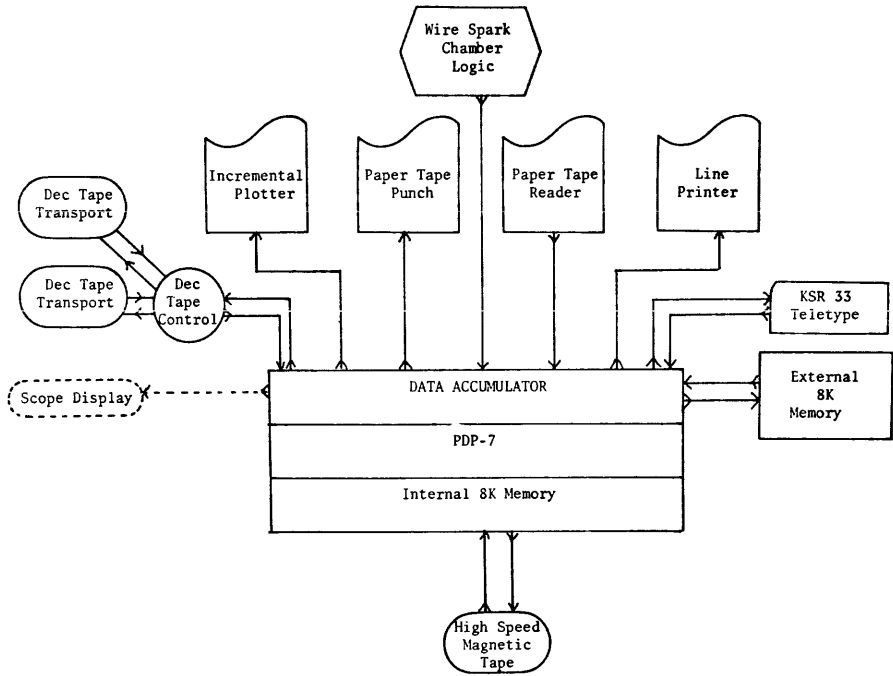 Wire Spark
Chamber
Logic
Incremental
Plotter
Paper Tape
Punch
Paper Tape
Reader
Line
Printer
Dec Tape
Transport
Dec Tape
Transport
Dec
Tape
Control
KSR 33
Teletype
Scope Display
DATA ACCUMULATOR
External
8K
Memory
PDP-7
Internal 8K Memory
High Speed
Magnetic
Tape